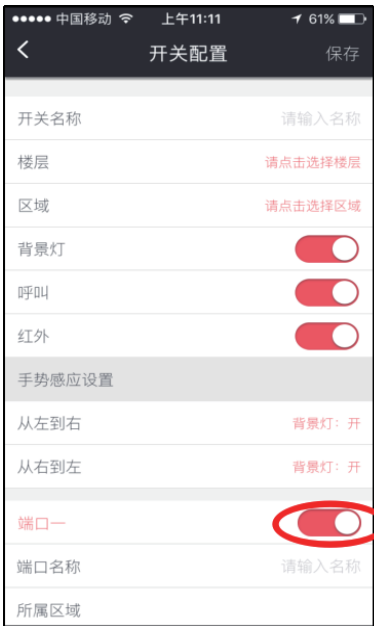 中国移动 上午11:11 61%
开关配置 保存
开关名称 请输入名称
楼层 请点击选择楼层
区域 请点击选择区域
背景灯
呼叫
红外
手势感应设置
从左到右 背景灯：开
从右到左 背景灯：开
端口一
端口名称 请输入名称
所属区域